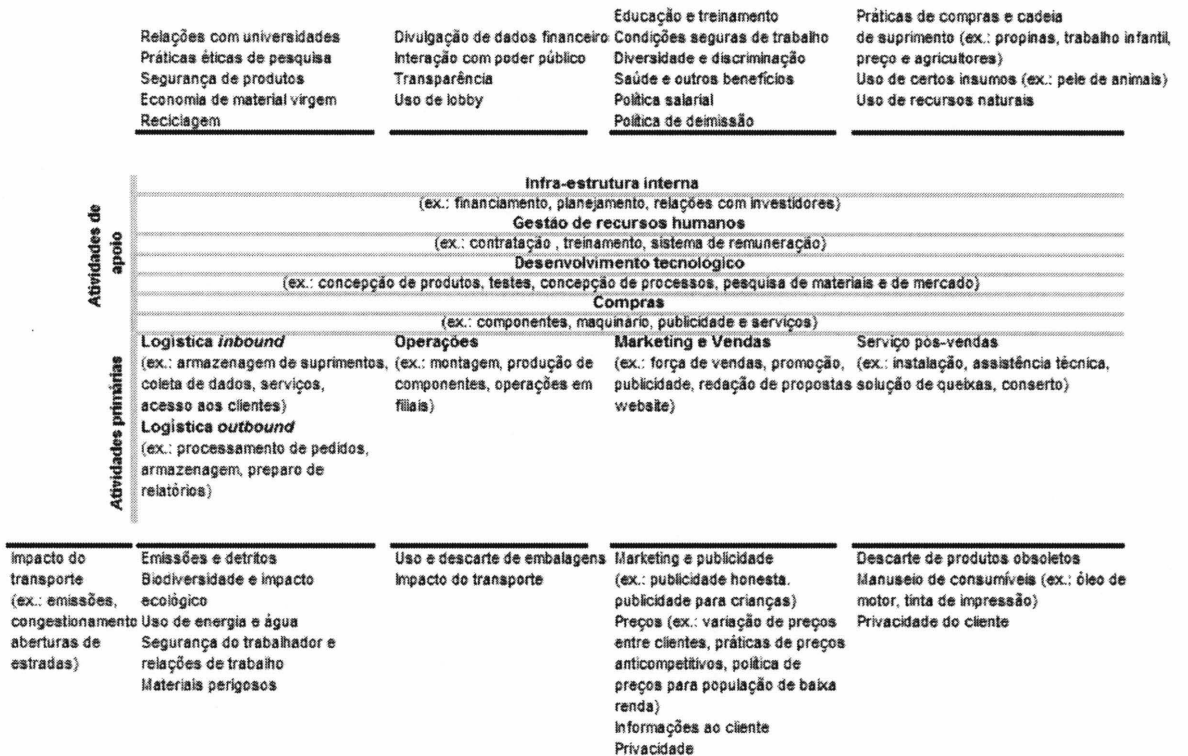 Relações com universidades
Práticas éticas de pesquisa
Segurança de produtos
Economia de material virgem
Reciclagem
Divulgação de dados financeiro
Interação com poder público
Transparência
Uso de lobby
Educação e treinamento
Condições seguras de trabalho
Diversidade e discriminação
Saúde e outros benefícios
Política salarial
Política de deimissão
Práticas de compras e cadeia
de suprimento (ex.: propinas, trabalho infantil,
preço e agricultores)
Uso de certos insumos (ex.: pele de animais)
Uso de recursos naturais
Atividades de
apoio
Infra-estrutura interna
(ex.: financiamento, planejamento, relações com investidores)
Gestão de recursos humanos
(ex.: contratação , treinamento, sistema de remuneração)
Desenvolvimento tecnológico
(ex.: concepção de produtos, testes, concepção de processos, pesquisa de materiais e de mercado)
Compras
(ex.: componentes, maquinário, publicidade e serviços)
Atividades primárias
Logística inbound
(ex.: armazenagem de suprimentos,
coleta de dados, serviços,
acesso aos clientes)
Logística outbound
(ex.: processamento de pedidos,
armazenagem, preparo de
relatórios)
Operações
(ex.: montagem, produção de
componentes, operações em
filiais)
Marketing e Vendas
(ex.: força de vendas, promoção,
publicidade, redação de propostas
website)
Serviço pós-vendas
(ex.: instalação, assistência técnica,
solução de queixas, conserto)
Impacto do
transporte
(ex.: emissões,
congestionamento
aberturas de
estradas)
Emissões e detritos
Biodiversidade e impacto
ecológico
Uso de energia e água
Segurança do trabalhador e
relações de trabalho
Materiais perigosos
Uso e descarte de embalagens
Impacto do transporte
Marketing e publicidade
(ex.: publicidade honesta.
publicidade para crianças)
Preços (ex.: variação de preços
entre clientes, práticas de preços
anticompetitivos, política de
preços para população de baixa
renda)
Informações ao cliente
Privacidade
Descarte de produtos obsoletos
Manuseio de consumíveis (ex.: óleo de
motor, tinta de impressão)
Privacidade do cliente